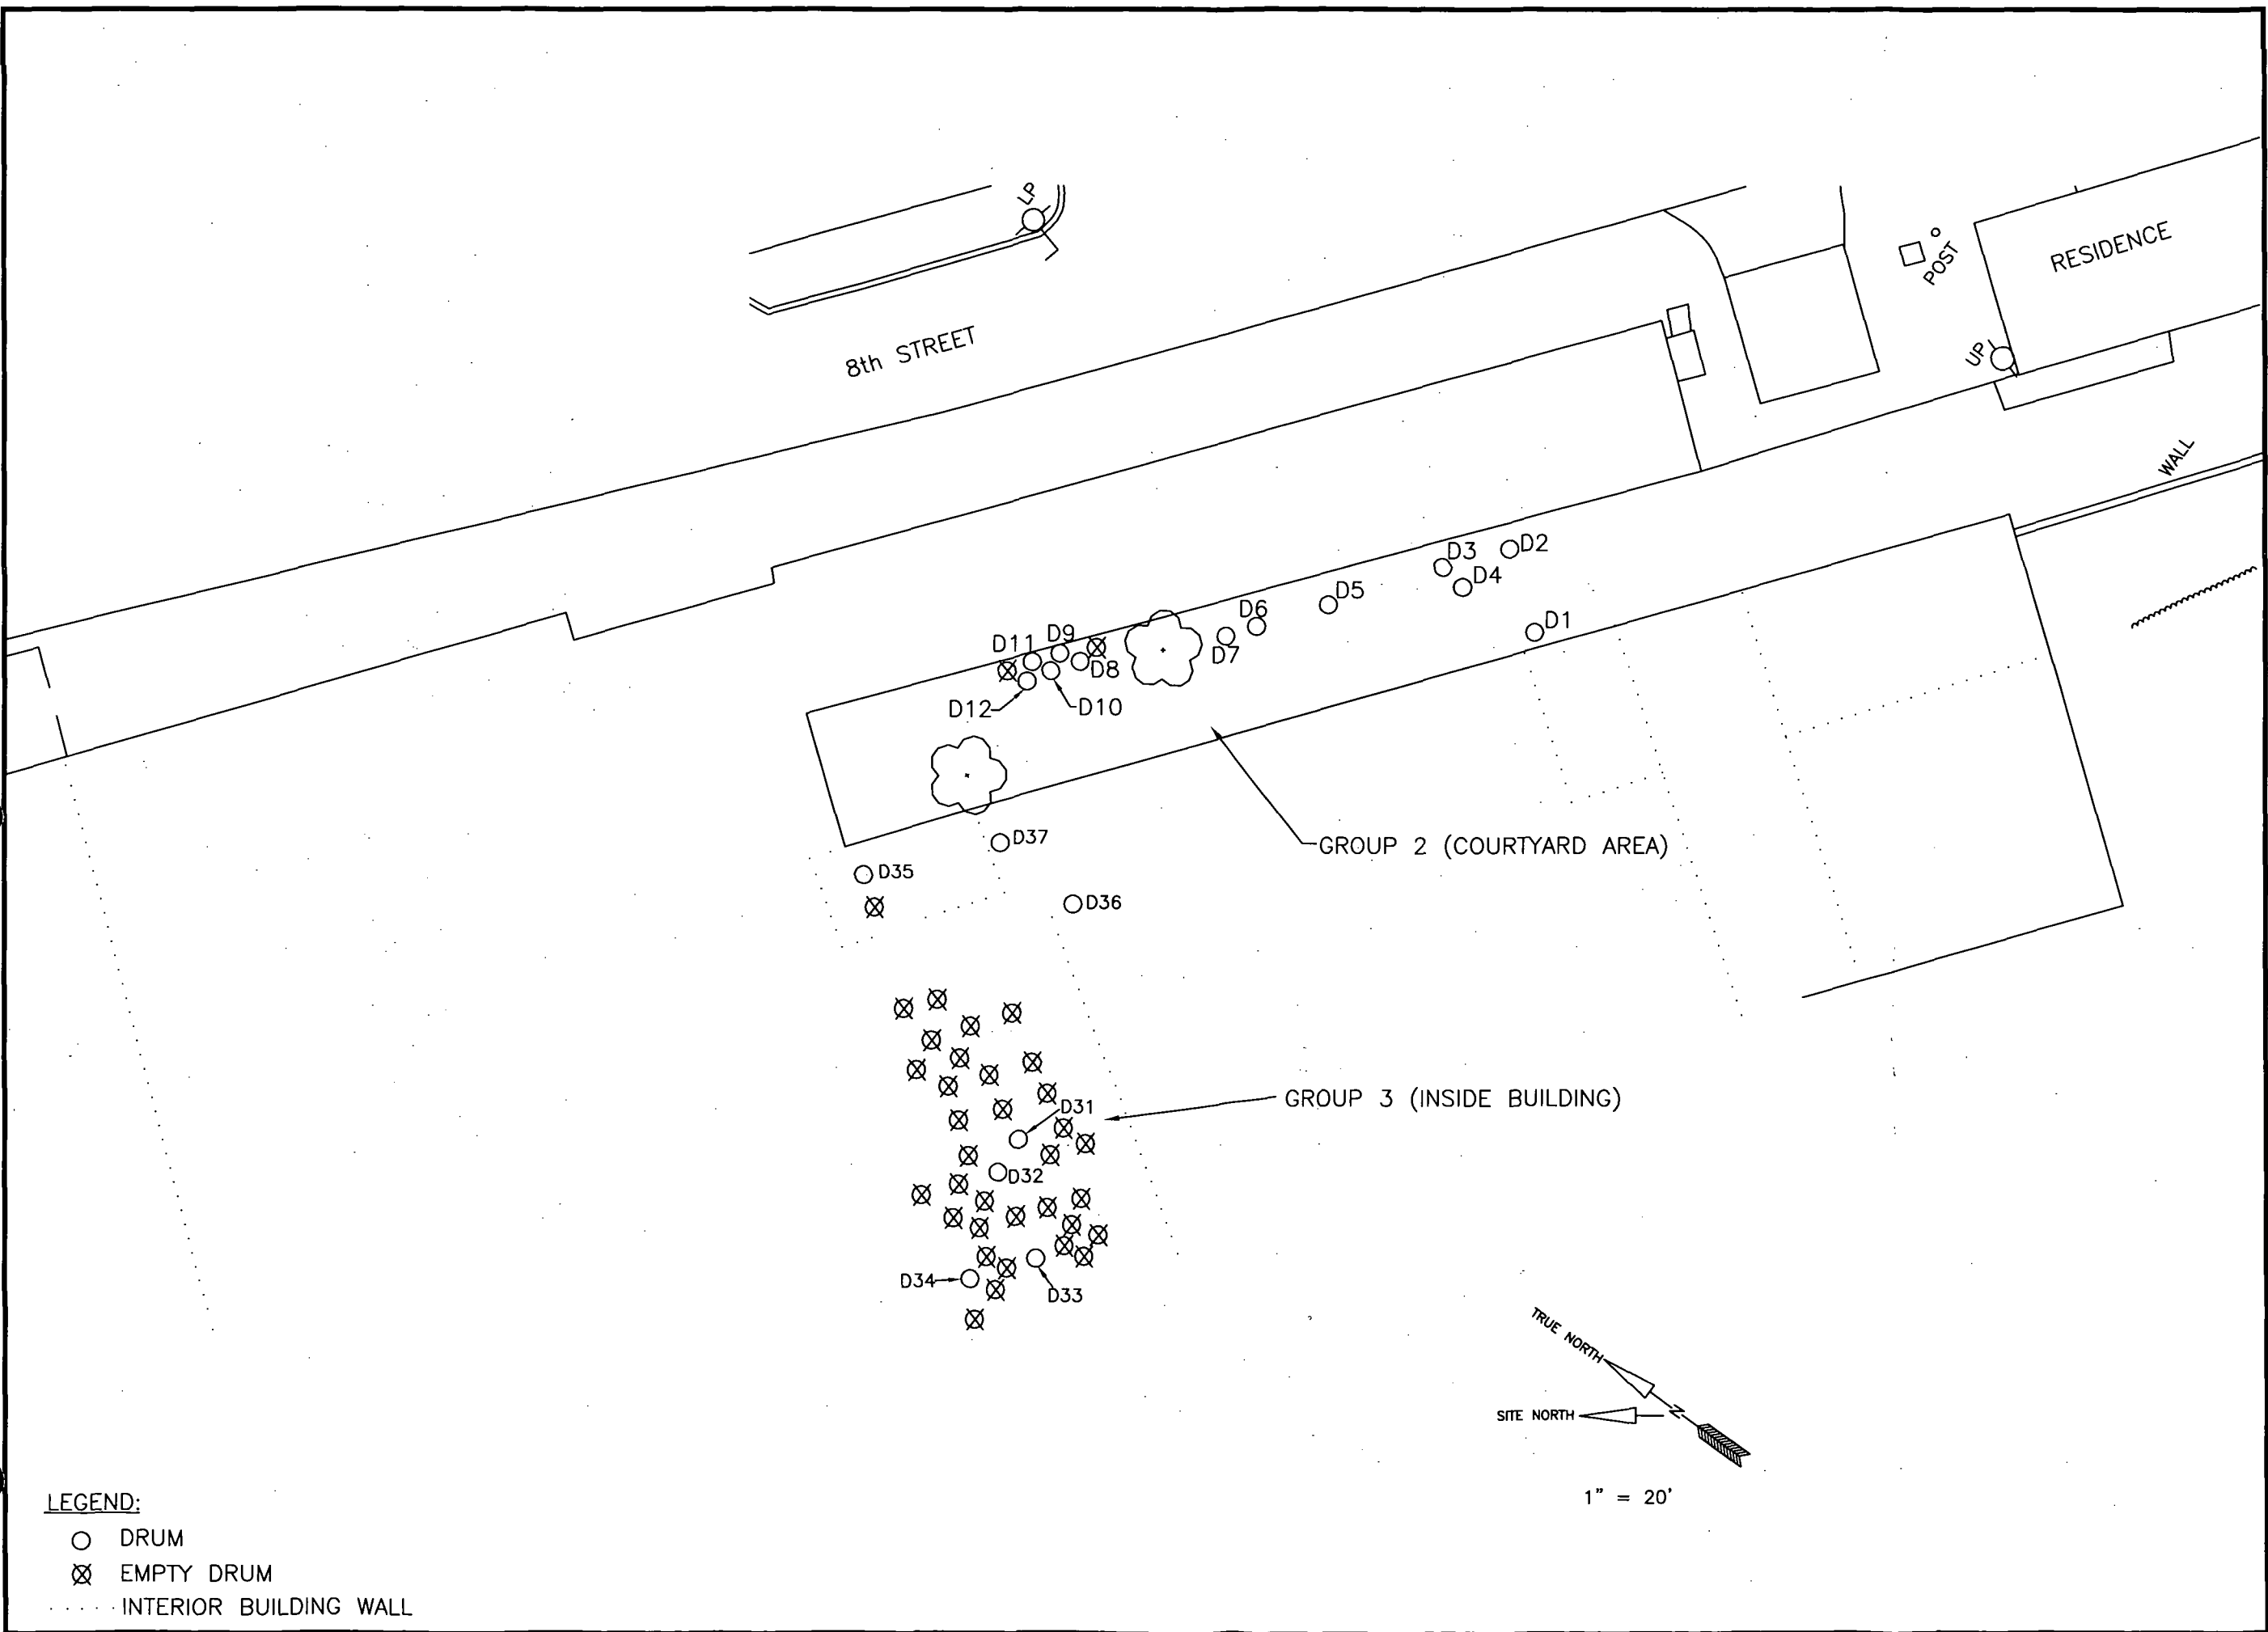 LP
RESIDENCE
POST
8th STREET
UP
WALL
D3
D2
D4
D5
D6
D1
D9
D11
D7
D8
D12
D10
D37
GROUP 2 (COURTYARD AREA)
D35
D36
GROUP 3 (INSIDE BUILDING)
D31
D32
D34
D33
TRUE NORTH
SITE NORTH
N
1" = 20'
LEGEND:
DRUM
EMPTY DRUM
INTERIOR BUILDING WALL